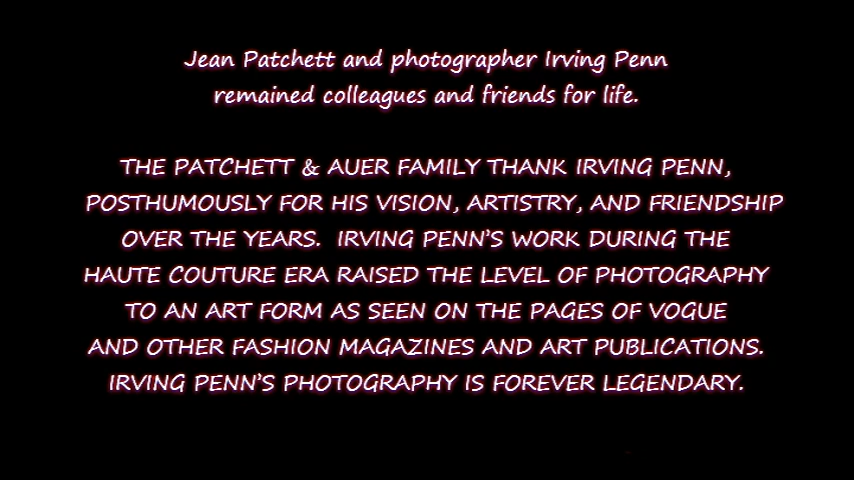 Jean Patchett and photographer Irving Penn
remained colleagues and friends for life.
THE PATCHETT & AUER FAMILY THANK IRVING PENN,
POSTHUMOUSLY FOR HIS VISION, ARTISTRY, AND FRIENDSHIP
OVER THE YEARS.  IRVING PENN'S WORK DURING THE
HAUTE COUTURE ERA RAISED THE LEVEL OF PHOTOGRAPHY
TO AN ART FORM AS SEEN ON THE PAGES OF VOGUE
AND OTHER FASHION MAGAZINES AND ART PUBLICATIONS.
IRVING PENN'S PHOTOGRAPHY IS FOREVER LEGENDARY.